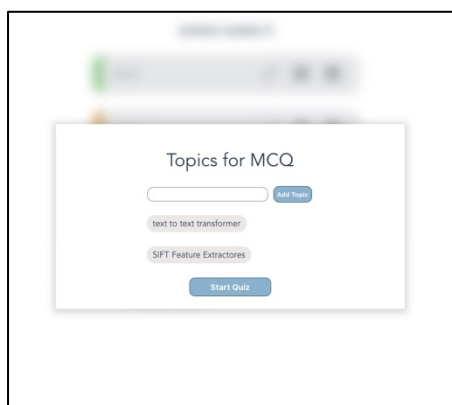 Topics for MCQ
Add Topic
text to text transformer
SIFT Feature Extractores
Start Quiz